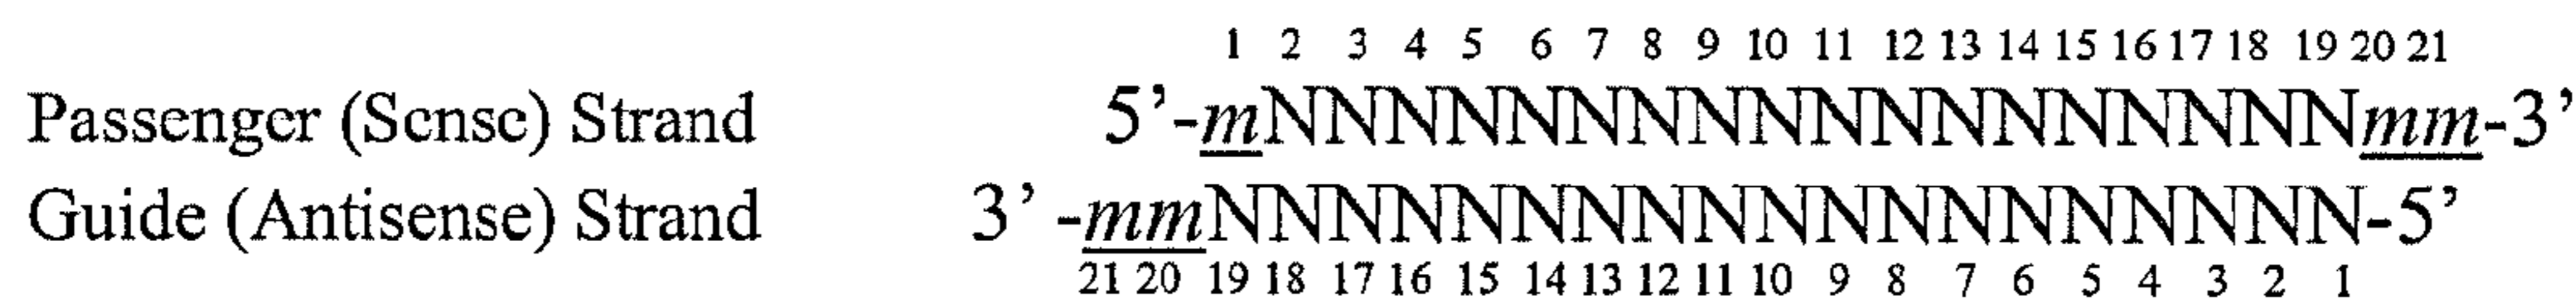 1 2 3 4 5 6 7 8 9 10 11 12 13 14 15 16 17 18 19 20 21
Passenger (Sense) Strand 5’-mNNNNNNNNNNNNNNNNNNmm-3’
Guide (Antisense) Strand 3’ -mmNNNNNNNNNNNNNNNNNNN-5’
21 20 19 18 17 16 15 14 13 12 11 10 9 8 7 6 5 4 3 2 1